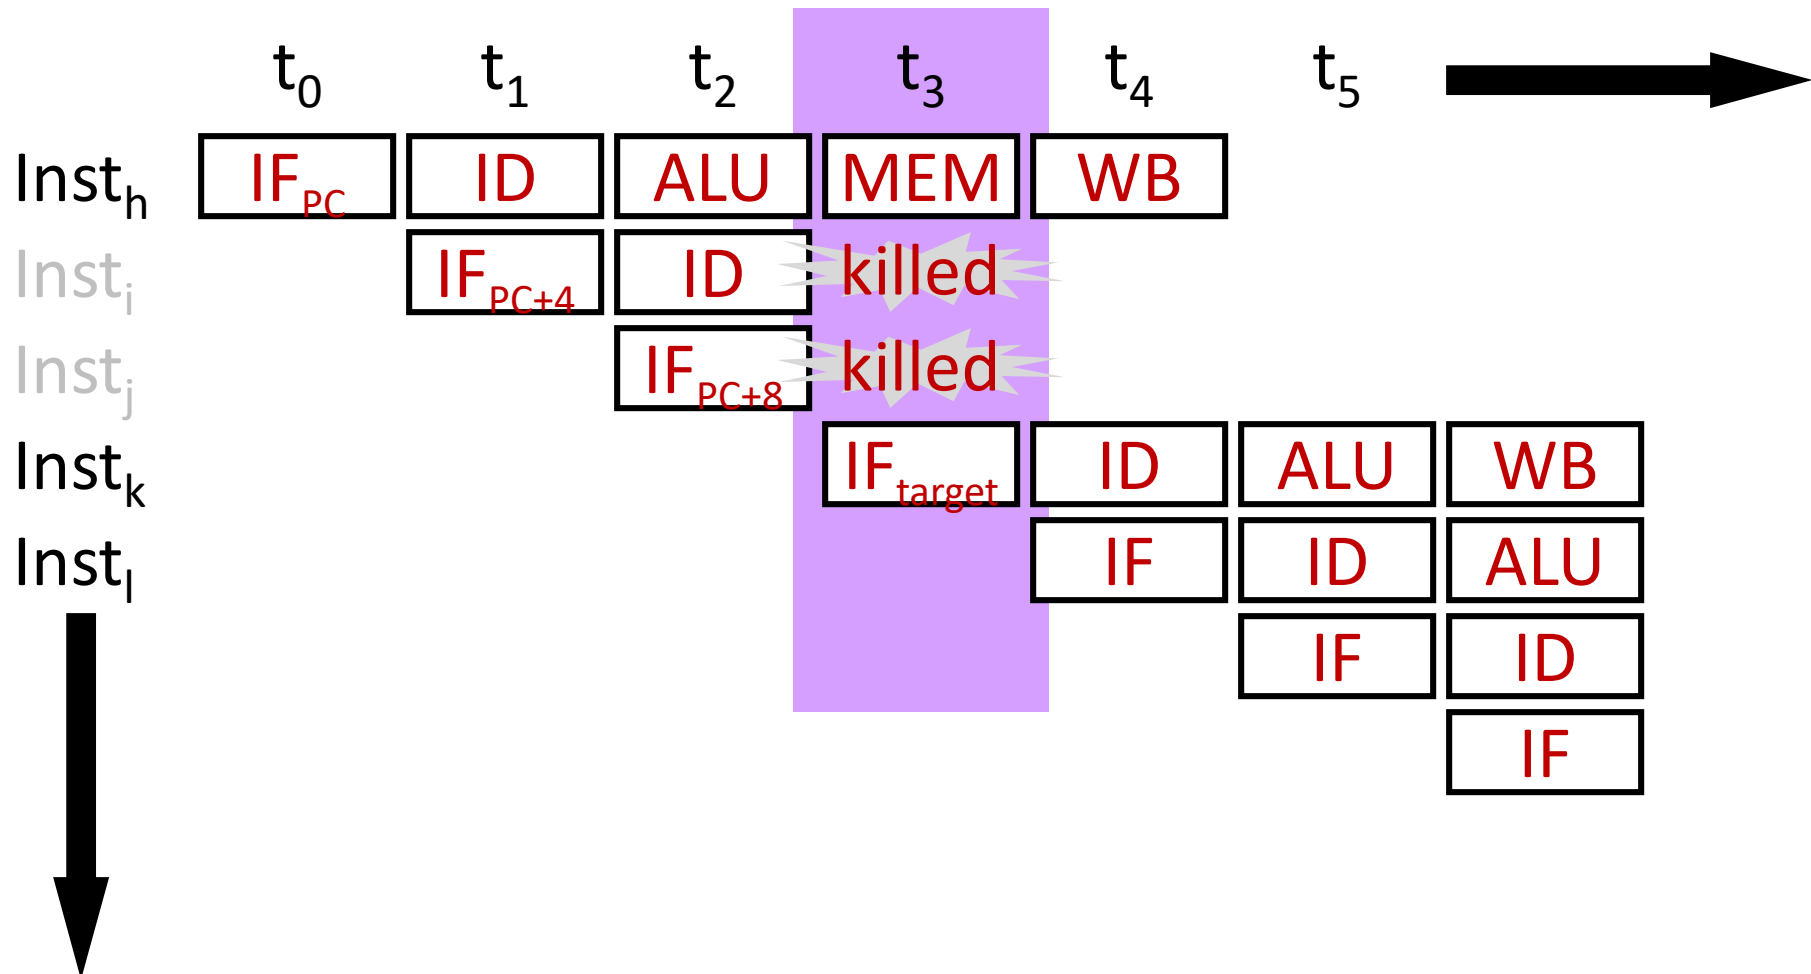 t0 t1 t2 t3 t4 t5
Insth IFPC ID ALU MEM WB
Insti IFPC+4 ID killed
Instj IFPC+8 killed
Instk IFtarget ID ALU WB
Instl IF ID ALU
IF ID
IF